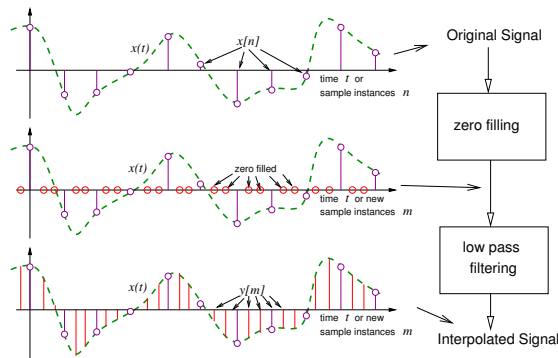 x(t)
x[n]
time t or
sample instances n
Original Signal
zero filling
x(t)
zero filled
time t or new
sample instances m
low pass
filtering
x(t)
y[m]
time t or new
sample instances m
Interpolated Signal